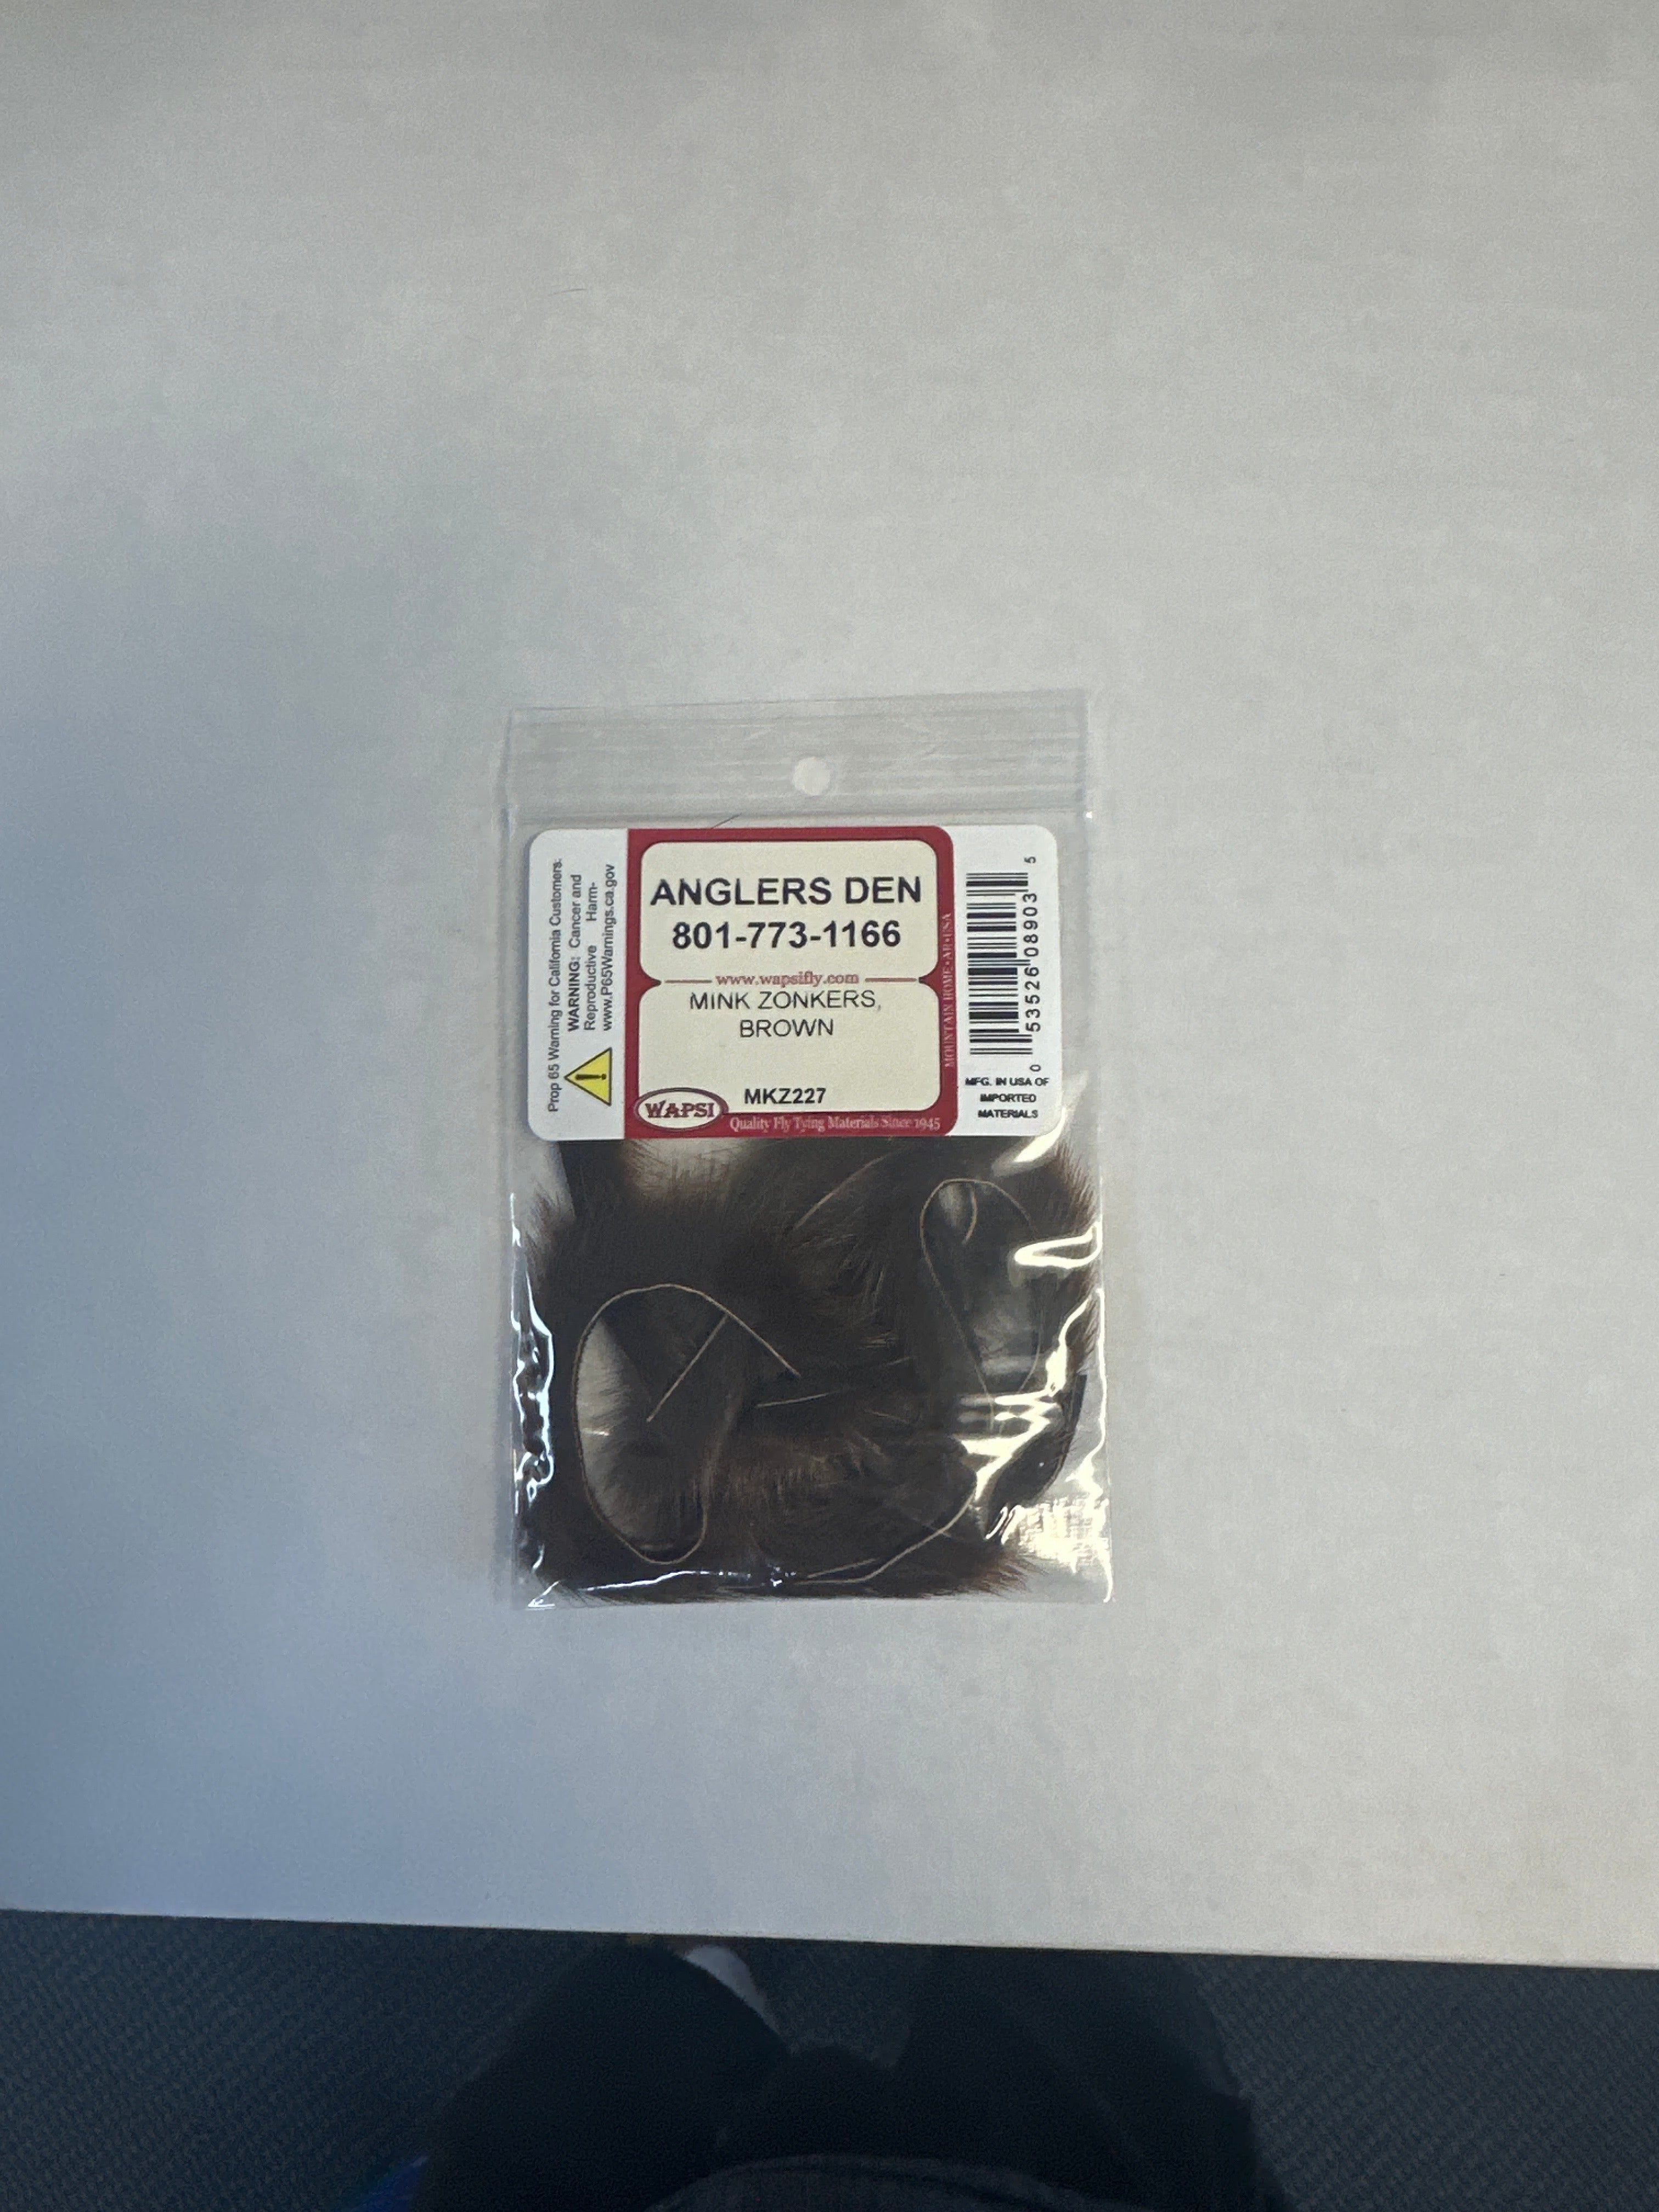 Prop 65 Warning for California Customers.
WARNING: Cancer and
Reproductive Harm-
www.P65Warnings.ca.gov
ANGLERS DEN
801-773-1166
www.wapsifly.com
MINK ZONKERS,
BROWN
MKZ227
WAPSI
Quality Fly Tying Materials Since 1945
MOUNTAIN HOME • AR • USA
0 53526 08903 5
MFG. IN USA OF
IMPORTED
MATERIALS